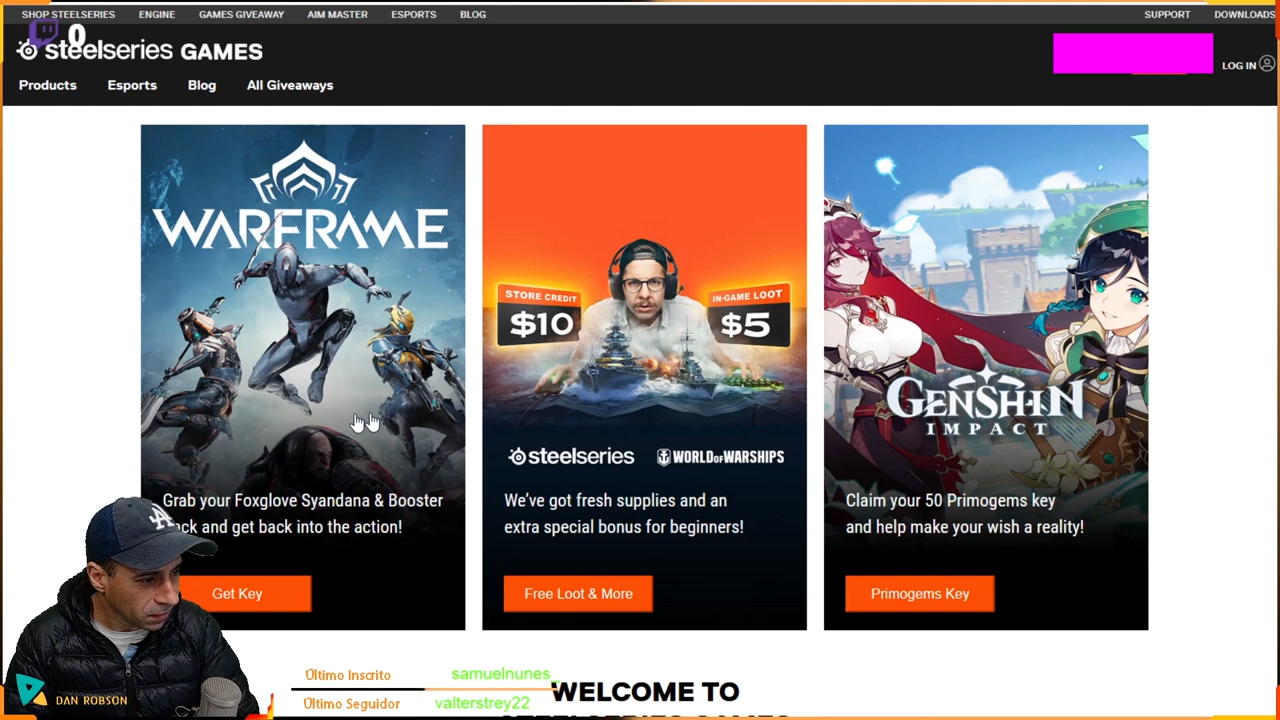 SHOP STEELSERIES ENGINE GAMES GIVEAWAY AIM MASTER ESPORTS BLOG SUPPORT DOWNLOADS
0
steelseries GAMES
LOG IN
Products Esports Blog All Giveaways
WARFRAME
Grab your Foxglove Syandana & Booster
and get back into the action!
Get Key
STORE CREDIT
$10
IN-GAME LOOT
$5
steelseries WORLD OF WARSHIPS
We've got fresh supplies and an
extra special bonus for beginners!
Free Loot & More
GENSHIN
IMPACT
Claim your 50 Primogems key
and help make your wish a reality!
Primogems Key
Último Inscrito samuelnunes_
Último Seguidor valterstrey22
DAN ROBSON
WELCOME TO